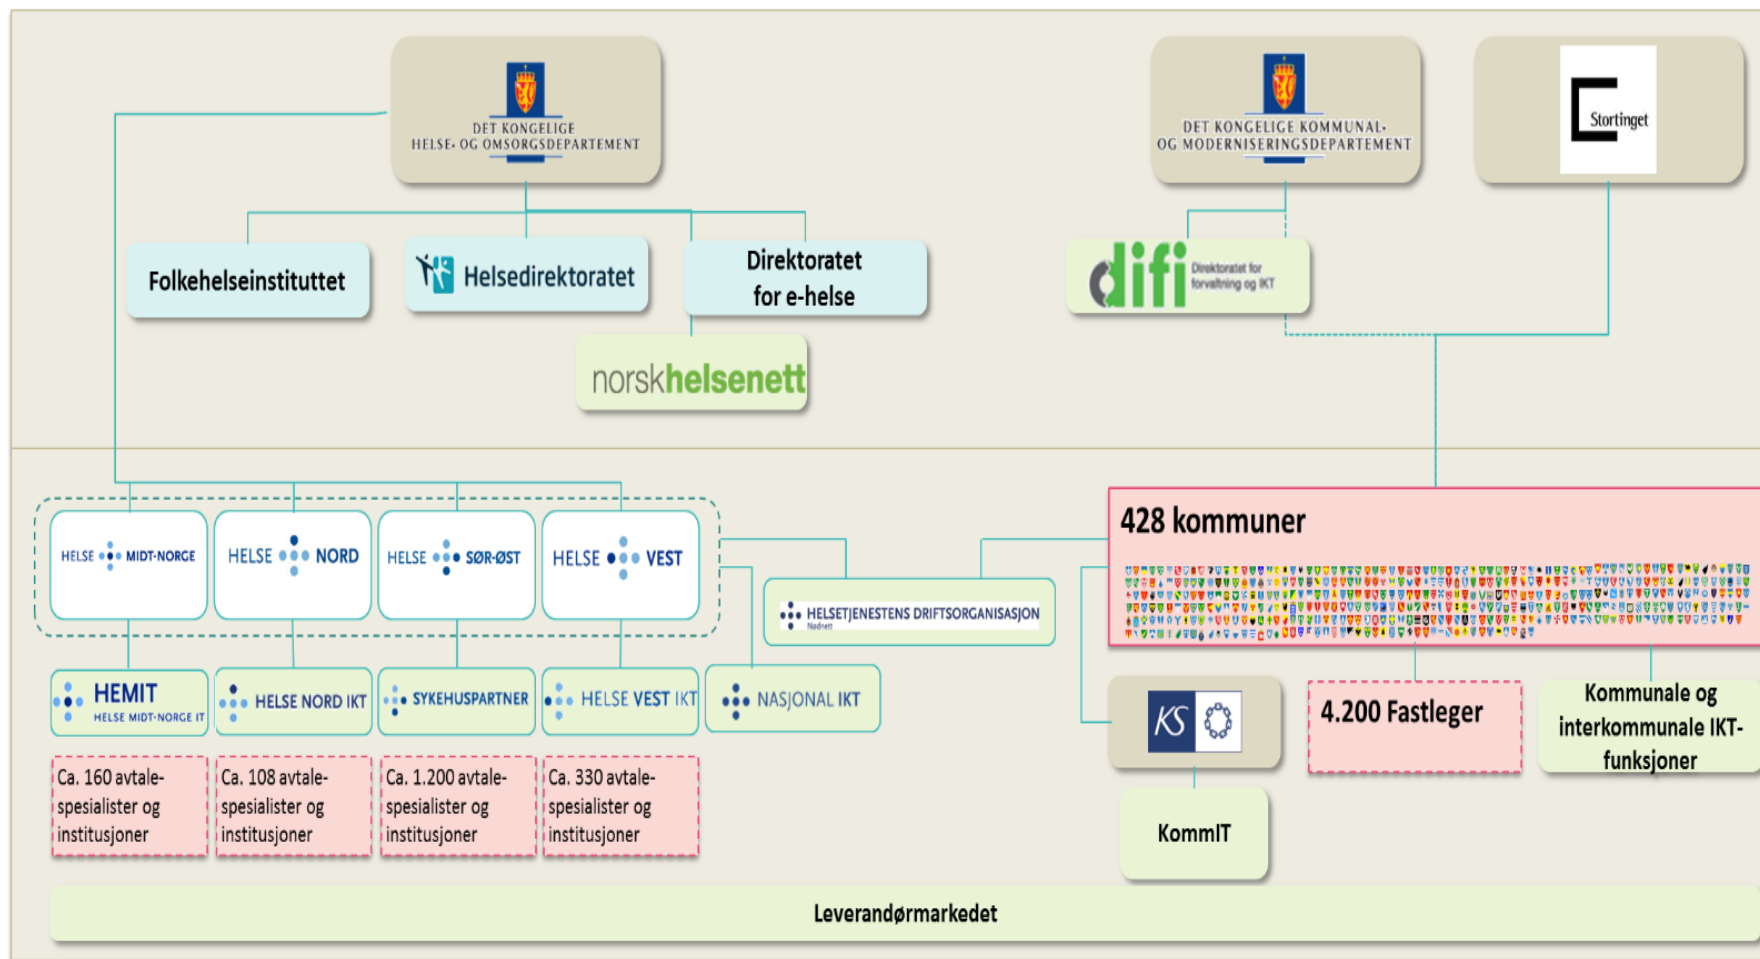 DET KONGELIGE
HELSE- OG OMSORGSDEPARTEMENT
DET KONGELIGE KOMMUNAL-
OG MODERNISERINGSDEPARTEMENT
Stortinget
Folkehelseinstituttet
Helsedirektoratet
Direktoratet
for e-helse
difi
Direktoratet for
forvaltning og IKT
norskhelsenett
HELSE MIDT-NORGE
HELSE NORD
HELSE SØR-ØST
HELSE VEST
428 kommuner
HELSETJENESTENS DRIFTSORGANISASJON
Nødnett
HEMIT
HELSE MIDT-NORGE IT
HELSE NORD IKT
SYKEHUSPARTNER
HELSE VEST IKT
NASJONAL IKT
KS
4.200 Fastleger
Kommunale og
interkommunale IKT-
funksjoner
Ca. 160 avtale-
spesialister og
institusjoner
Ca. 108 avtale-
spesialister og
institusjoner
Ca. 1.200 avtale-
spesialister og
institusjoner
Ca. 330 avtale-
spesialister og
institusjoner
KommIT
Leverandørmarkedet